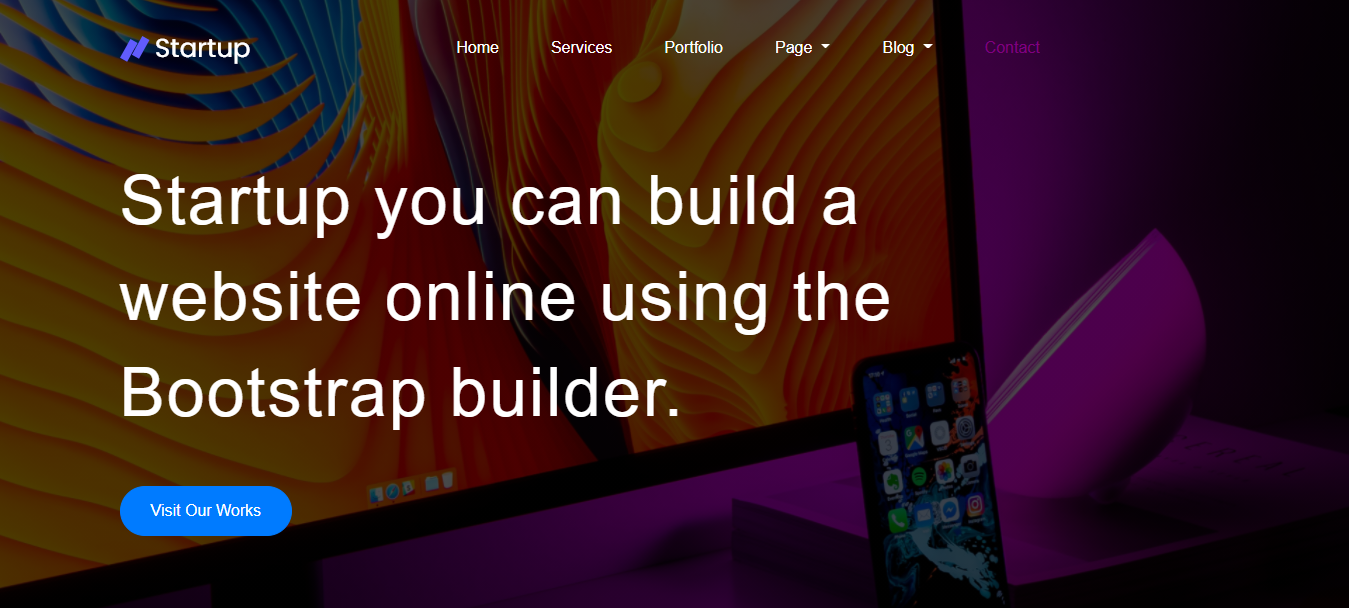 Startup
Home Services Portfolio Page Blog Contact
Startup you can build a
website online using the
Bootstrap builder.
Visit Our Works